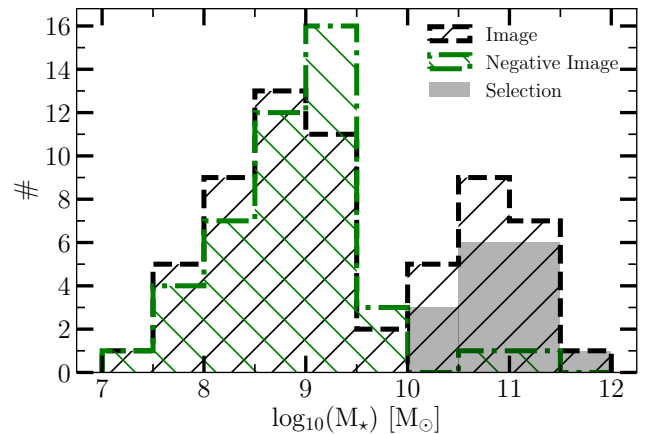 16
14
12
10
8
6
4
2
0
#
Image
Negative Image
Selection
7 8 9 10 11 12
log₁₀(M⋆) [M⊙]